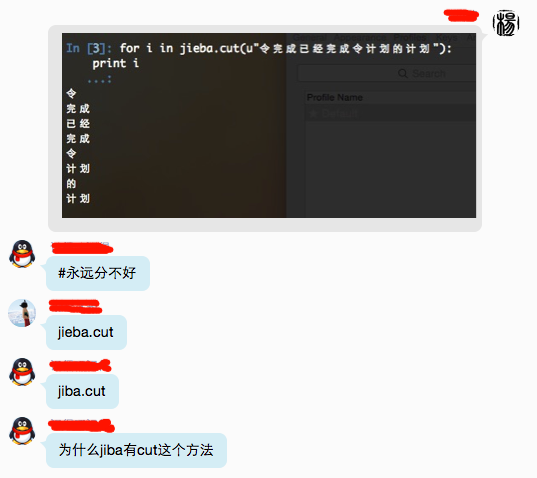 楊
In [3]: for i in jieba.cut(u"令完成已经完成令计划的计划"):
print i
...:
令
完成
已经
完成
令
计划
的
计划
Search
Profile Name
#永远分不好
jieba.cut
jiba.cut
为什么jiba有cut这个方法